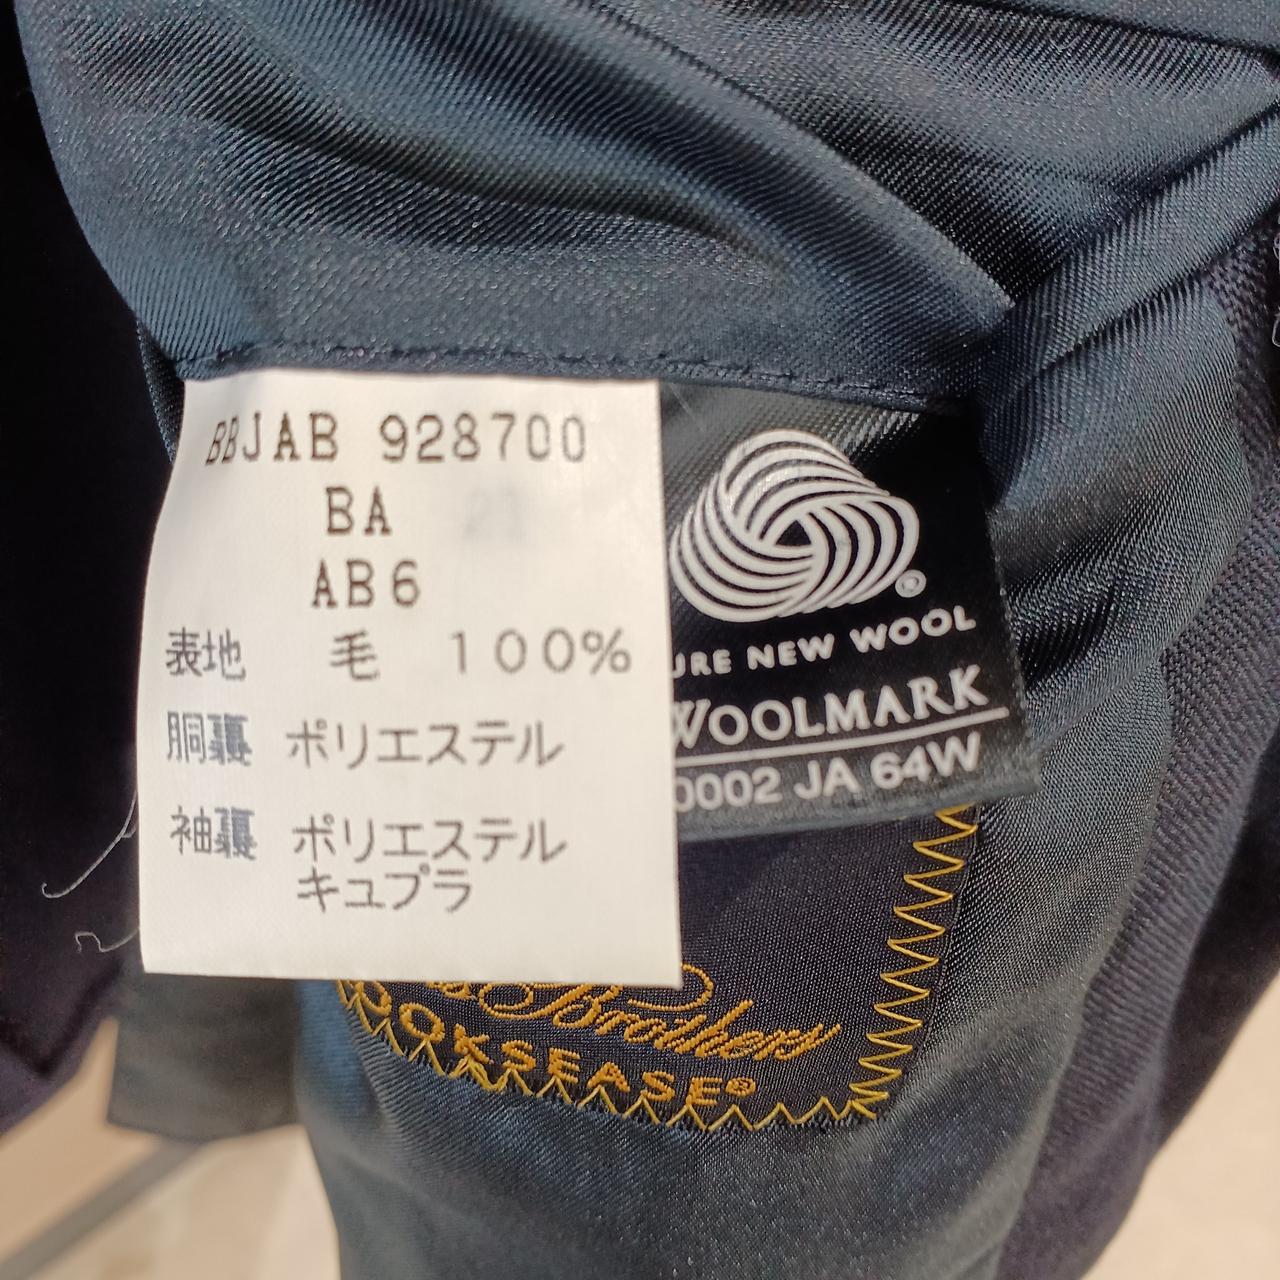 BBJAB 928700
BA
AB6
表地 毛 100%
胴裏 ポリエステル
袖裏 ポリエステル
キュプラ
URE NEW WOOL
WOOLMARK
0002 JA 64W
Brothers
OOKSEASE®